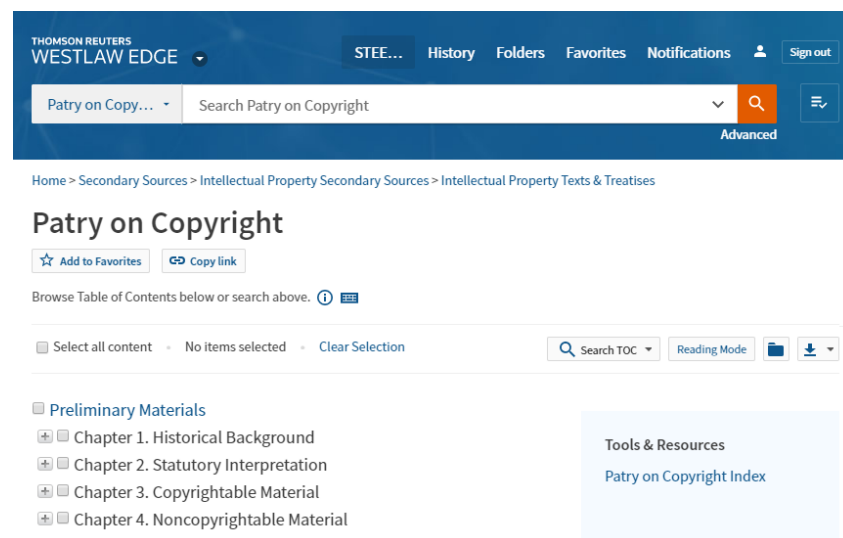 THOMSON REUTERS
WESTLAW EDGE STEE... History Folders Favorites Notifications Sign out
Patry on Copy... Search Patry on Copyright
Advanced
Home > Secondary Sources > Intellectual Property Secondary Sources > Intellectual Property Texts & Treatises
Patry on Copyright
Add to Favorites Copy link
Browse Table of Contents below or search above.
Select all content No items selected Clear Selection Search TOC Reading Mode
Preliminary Materials
Chapter 1. Historical Background
Chapter 2. Statutory Interpretation
Chapter 3. Copyrightable Material
Chapter 4. Noncopyrightable Material
Tools & Resources
Patry on Copyright Index